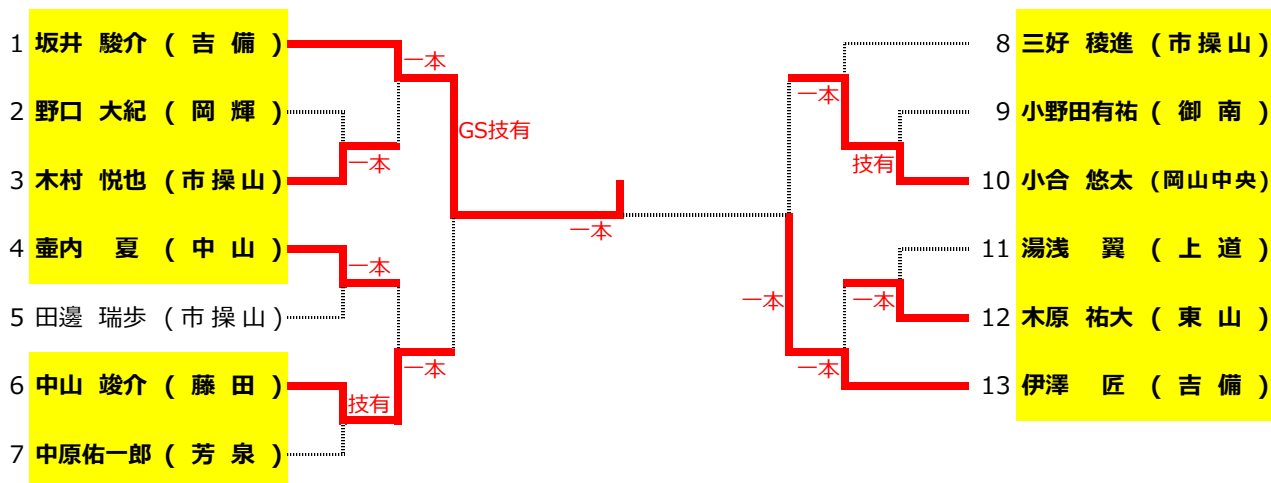 1 坂井 駿介 ( 吉 備 )
一本
2 野口 大紀 ( 岡 輝 )
GS技有
一本
3 木村 悦也 ( 市 操 山 )
一本
4 壷内 夏 ( 中 山 )
一本
5 田邊 瑞歩 ( 市 操 山 )
一本
6 中山 竣介 ( 藤 田 )
技有
7 中原佑一郎 ( 芳 泉 )
8 三好 稜進 ( 市 操 山 )
一本
9 小野田有祐 ( 御 南 )
技有
10 小合 悠太 (岡山中央)
11 湯浅 翼 ( 上 道 )
一本
一本
12 木原 祐大 ( 東 山 )
一本
13 伊澤 匠 ( 吉 備 )